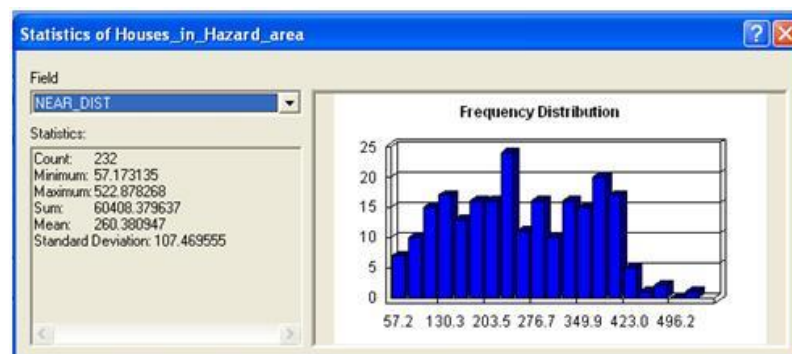 Statistics of Houses_in_Hazard_area
Field
NEAR_DIST
Statistics:
Count: 232
Minimum: 57.173135
Maximum: 522.878268
Sum: 60408.379637
Mean: 260.380947
Standard Deviation: 107.469555
Frequency Distribution
25
20
15
10
5
0
57.2 130.3 203.5 276.7 349.9 423.0 496.2